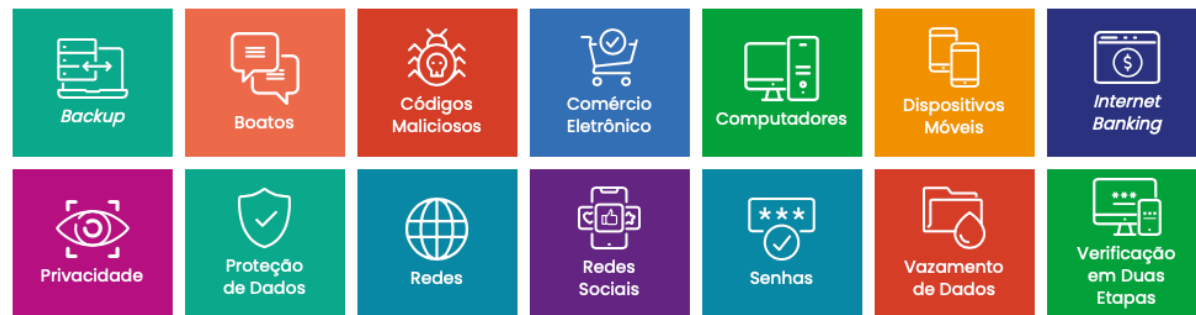 Backup
Boatos
Códigos
Maliciosos
Comércio
Eletrônico
Computadores
Dispositivos
Móveis
Internet
Banking
Privacidade
Proteção
de Dados
Redes
Redes
Sociais
***
Senhas
Vazamento
de Dados
***
***
Verificação
em Duas
Etapas